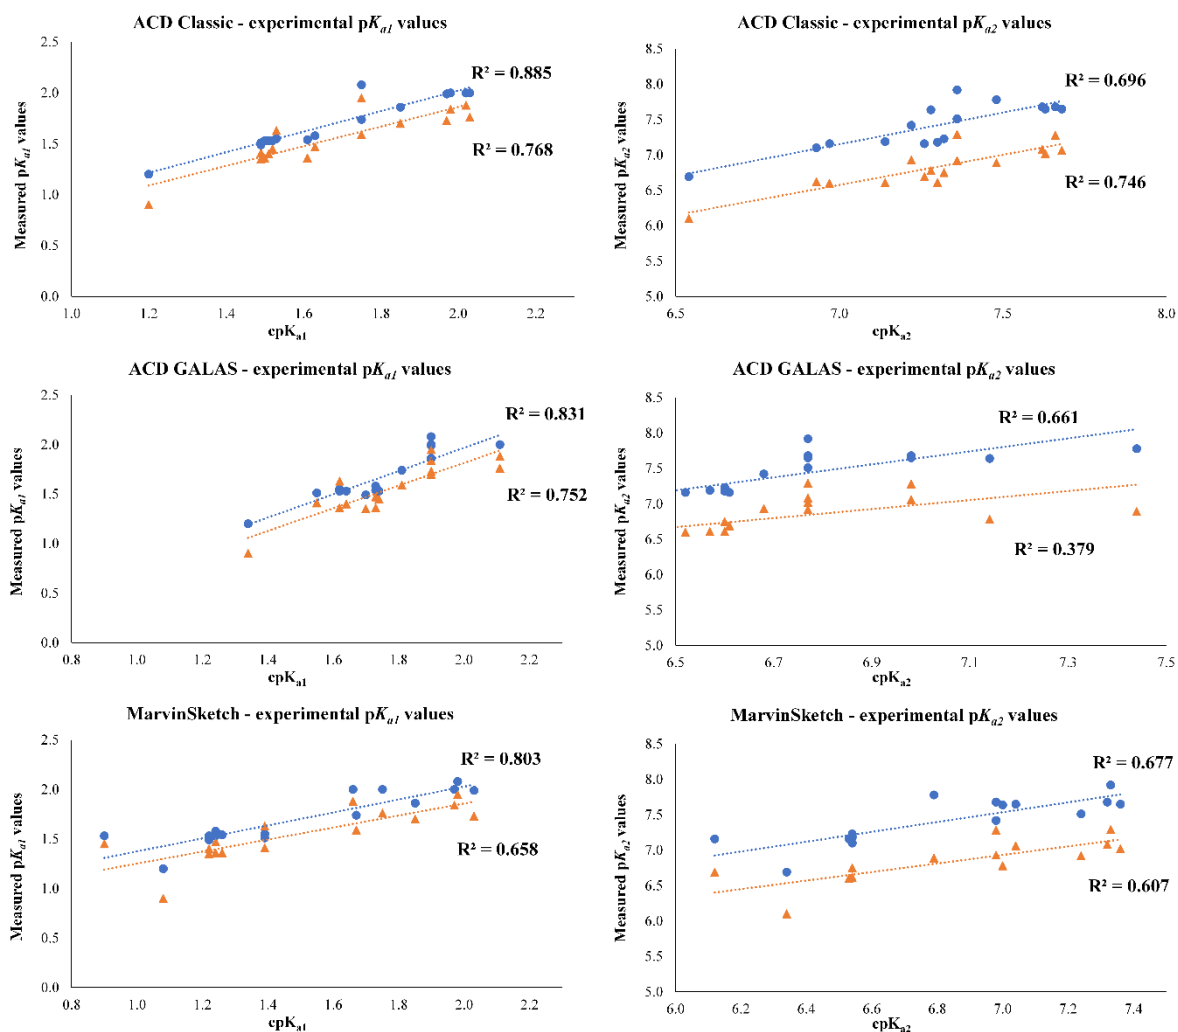 ACD Classic - experimental pKa1 values
Measured pKa1 values
2.5
2.0
1.5
1.0
0.5
0.0
R² = 0.885
R² = 0.768
1.0 1.2 1.4 1.6 1.8 2.0 2.2
cpKa1
ACD Classic - experimental pKa2 values
Measured pKa2 values
8.5
8.0
7.5
7.0
6.5
6.0
5.5
5.0
R² = 0.696
R² = 0.746
6.5 7.0 7.5 8.0
cpKa2
ACD GALAS - experimental pKa1 values
Measured pKa1 values
2.5
2.0
1.5
1.0
0.5
0.0
R² = 0.831
R² = 0.752
0.8 1.0 1.2 1.4 1.6 1.8 2.0 2.2
cpKa1
ACD GALAS - experimental pKa2 values
Measured pKa2 values
8.5
8.0
7.5
7.0
6.5
6.0
5.5
5.0
R² = 0.661
R² = 0.379
6.5 6.7 6.9 7.1 7.3 7.5
cpKa2
MarvinSketch - experimental pKa1 values
Measured pKa1 values
2.5
2.0
1.5
1.0
0.5
0.0
R² = 0.803
R² = 0.658
0.8 1.0 1.2 1.4 1.6 1.8 2.0 2.2
cpKa1
MarvinSketch - experimental pKa2 values
Measured pKa2 values
8.5
8.0
7.5
7.0
6.5
6.0
5.5
5.0
R² = 0.677
R² = 0.607
6.0 6.2 6.4 6.6 6.8 7.0 7.2 7.4
cpKa2